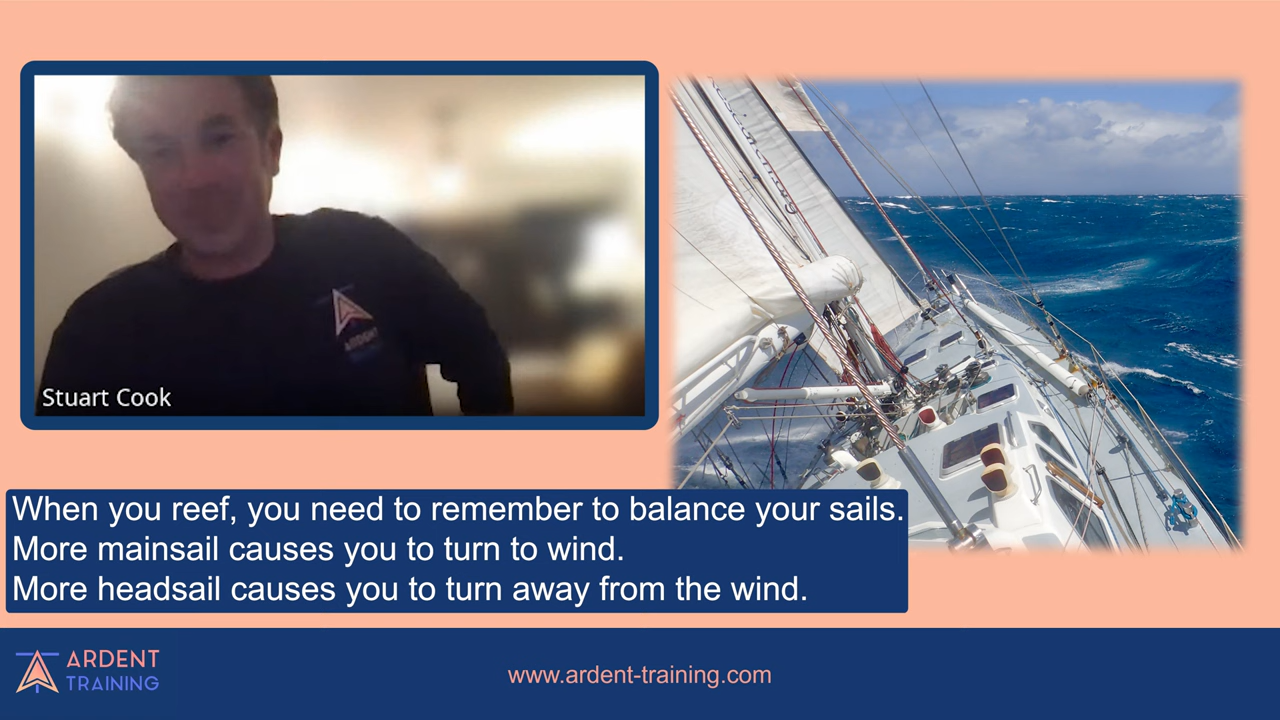 Stuart Cook
When you reef, you need to remember to balance your sails.
More mainsail causes you to turn to wind.
More headsail causes you to turn away from the wind.
ARDENT
TRAINING
www.ardent-training.com